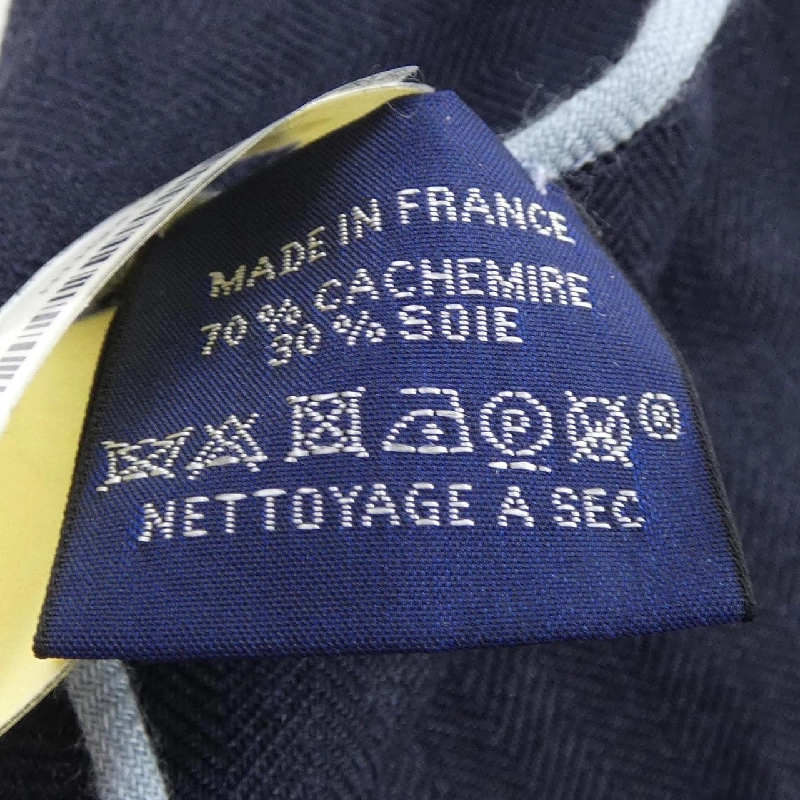 MADE IN FRANCE
70 % CACHEMIRE
30 % SOIE
P W ®
NETTOYAGE A SEC